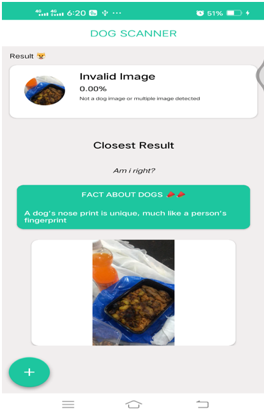 6:20
51%
DOG SCANNER
Result
Invalid Image
0.00%
Not a dog image or multiple image detected
Closest Result
Am i right?
FACT ABOUT DOGS
A dog's nose print is unique, much like a person's
fingerprint
+